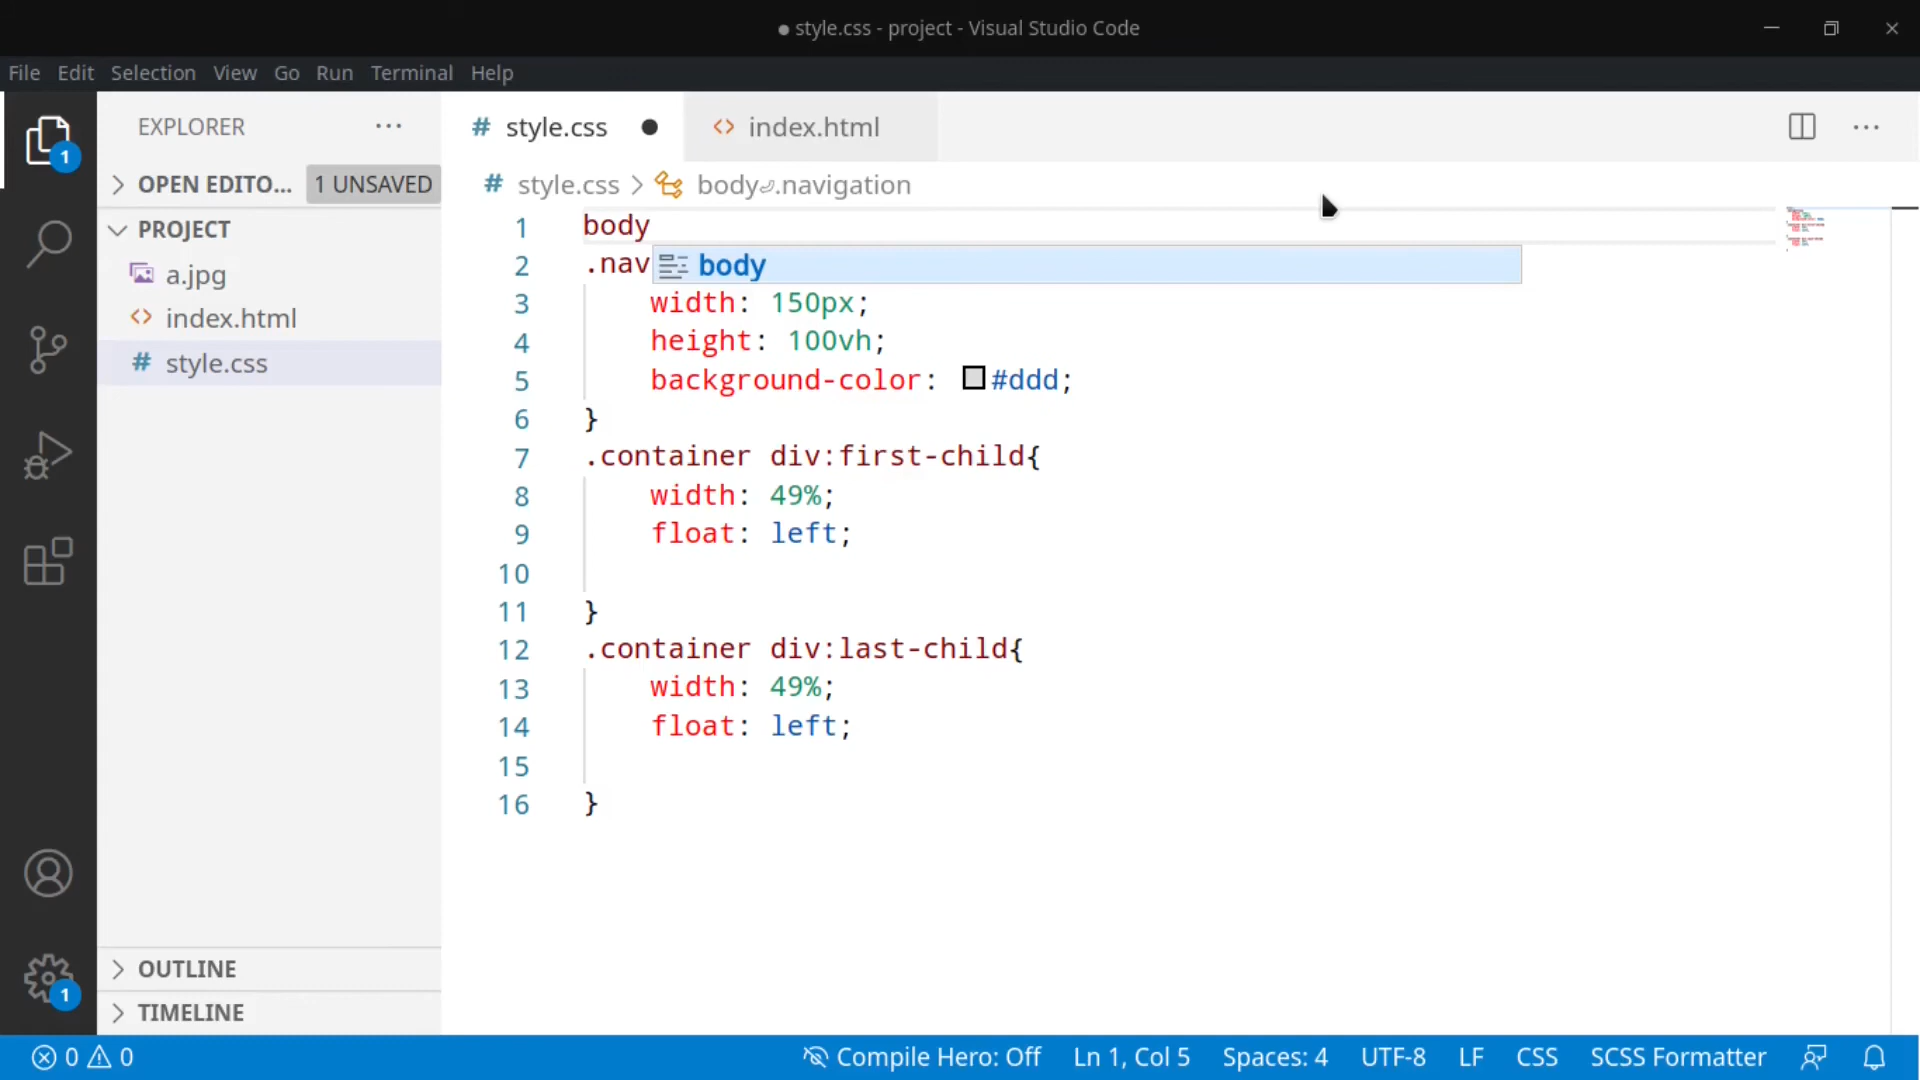 ● style.css - project - Visual Studio Code
File Edit Selection View Go Run Terminal Help
EXPLORER ···
OPEN EDITO... 1 UNSAVED
PROJECT
a.jpg
<> index.html
# style.css
OUTLINE
TIMELINE
# style.css ●
<> index.html
···
# style.css > body⏎.navigation
1 body
2 .nav
body
3 width: 150px;
4 height: 100vh;
5 background-color: #ddd;
6 }
7 .container div:first-child{
8 width: 49%;
9 float: left;
10
11 }
12 .container div:last-child{
13 width: 49%;
14 float: left;
15
16 }
1
1
0 0
Compile Hero: Off Ln 1, Col 5 Spaces: 4 UTF-8 LF CSS SCSS Formatter